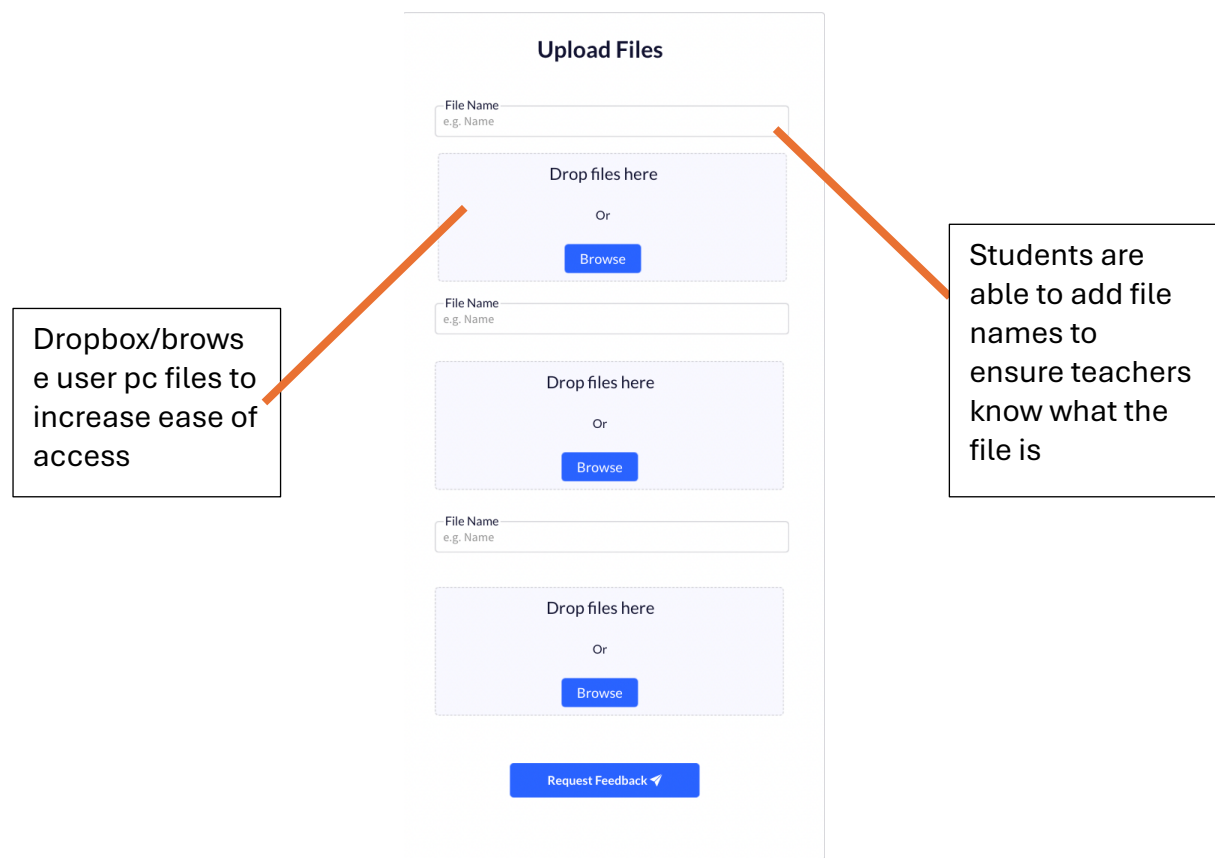 Upload Files
File Name
e.g. Name
Drop files here
Or
Browse
File Name
e.g. Name
Drop files here
Or
Browse
File Name
e.g. Name
Drop files here
Or
Browse
Request Feedback
Dropbox/brows
e user pc files to
increase ease of
access
Students are
able to add file
names to
ensure teachers
know what the
file is